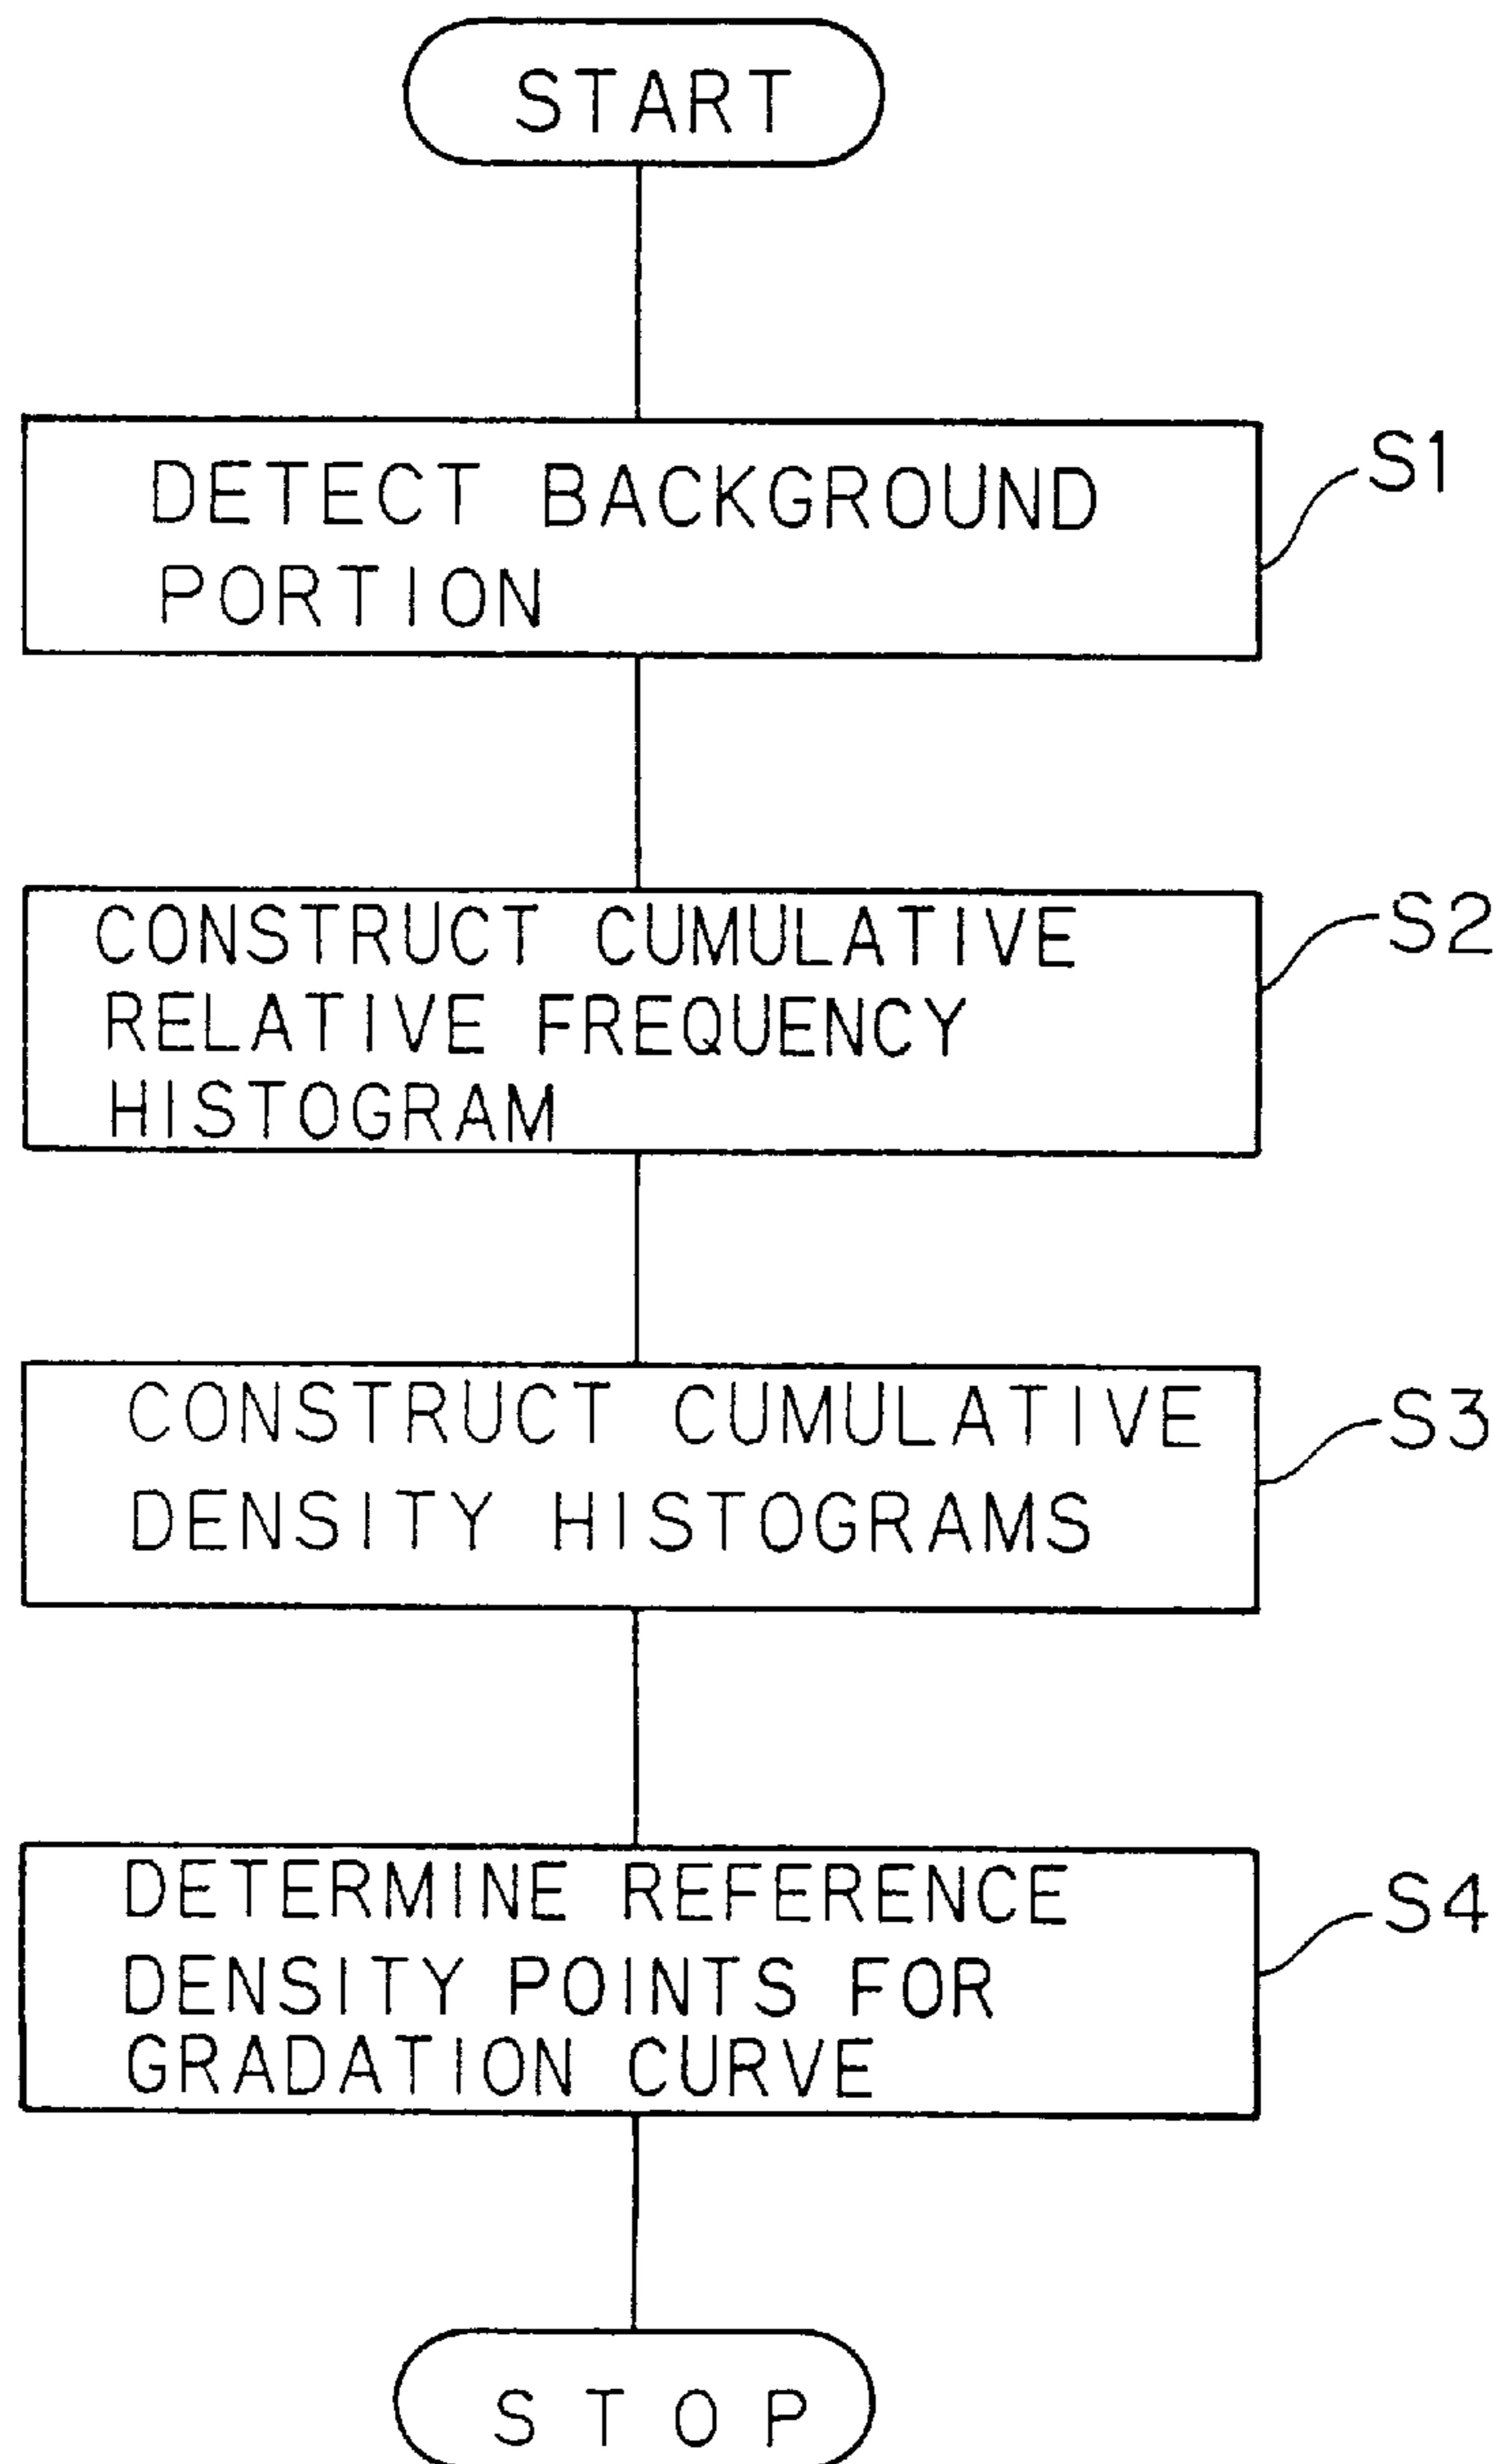 START
DETECT BACKGROUND
PORTION
S1
CONSTRUCT CUMULATIVE
RELATIVE FREQUENCY
HISTOGRAM
S2
CONSTRUCT CUMULATIVE
DENSITY HISTOGRAMS
S3
DETERMINE REFERENCE
DENSITY POINTS FOR
GRADATION CURVE
S4
STOP